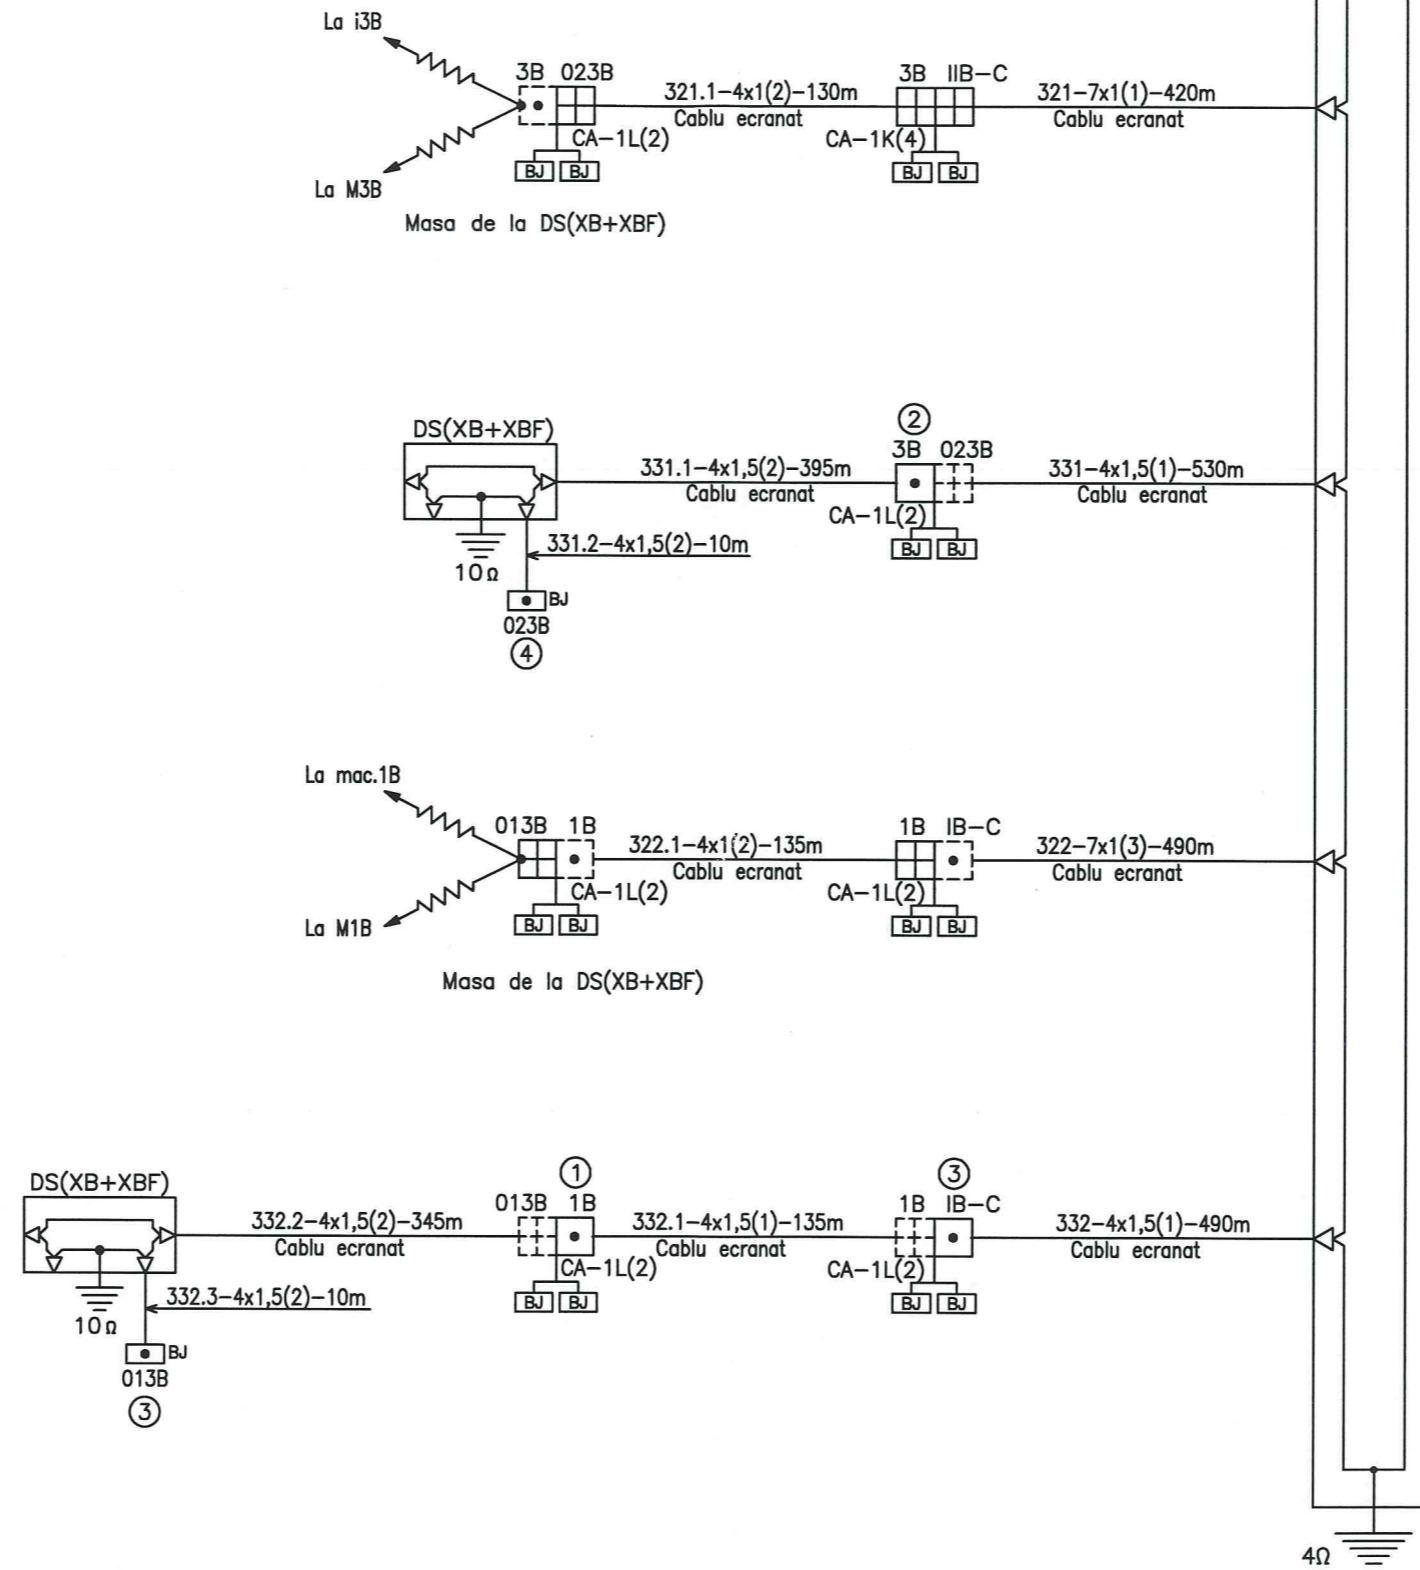 La i3B
3B 023B
321.1-4x1(2)-130m
Cablu ecranat
3B IIB-C
321-7x1(1)-420m
Cablu ecranat
CA-1L(2)
CA-1K(4)
BJ BJ
BJ BJ
La M3B
Masa de la DS(XB+XBF)
2
DS(XB+XBF)
331.1-4x1,5(2)-395m
Cablu ecranat
3B 023B
331-4x1,5(1)-530m
Cablu ecranat
CA-1L(2)
BJ BJ
331.2-4x1,5(2)-10m
10Ω
BJ
023B
4
La mac.1B
013B 1B
322.1-4x1(2)-135m
Cablu ecranat
1B IB-C
322-7x1(3)-490m
Cablu ecranat
CA-1L(2)
CA-1L(2)
BJ BJ
BJ BJ
La M1B
Masa de la DS(XB+XBF)
1
3
DS(XB+XBF)
332.2-4x1,5(2)-345m
Cablu ecranat
013B 1B
332.1-4x1,5(1)-135m
Cablu ecranat
1B IB-C
332-4x1,5(1)-490m
Cablu ecranat
CA-1L(2)
CA-1L(2)
BJ BJ
BJ BJ
332.3-4x1,5(2)-10m
10Ω
BJ
013B
3
4Ω